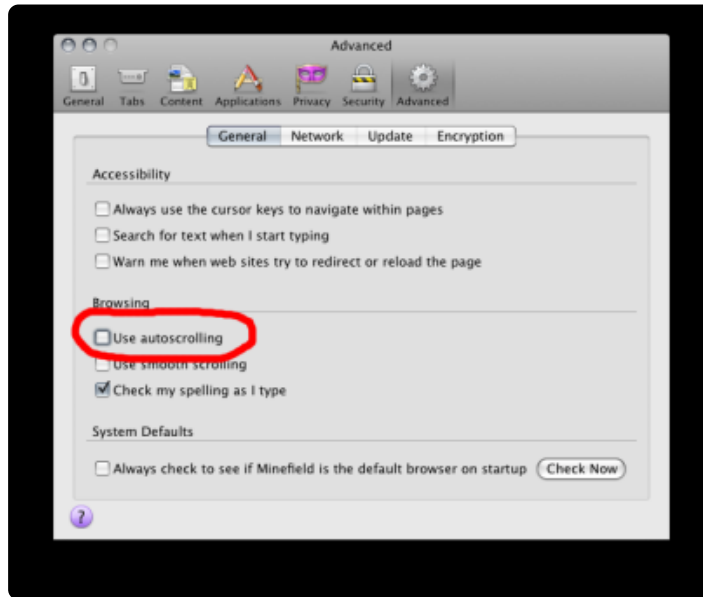 Advanced
General Tabs Content Applications Privacy Security Advanced
General Network Update Encryption
Accessibility
Always use the cursor keys to navigate within pages
Search for text when I start typing
Warn me when web sites try to redirect or reload the page
Browsing
Use autoscrolling
Use smooth scrolling
Check my spelling as I type
System Defaults
Always check to see if Minefield is the default browser on startup Check Now
?